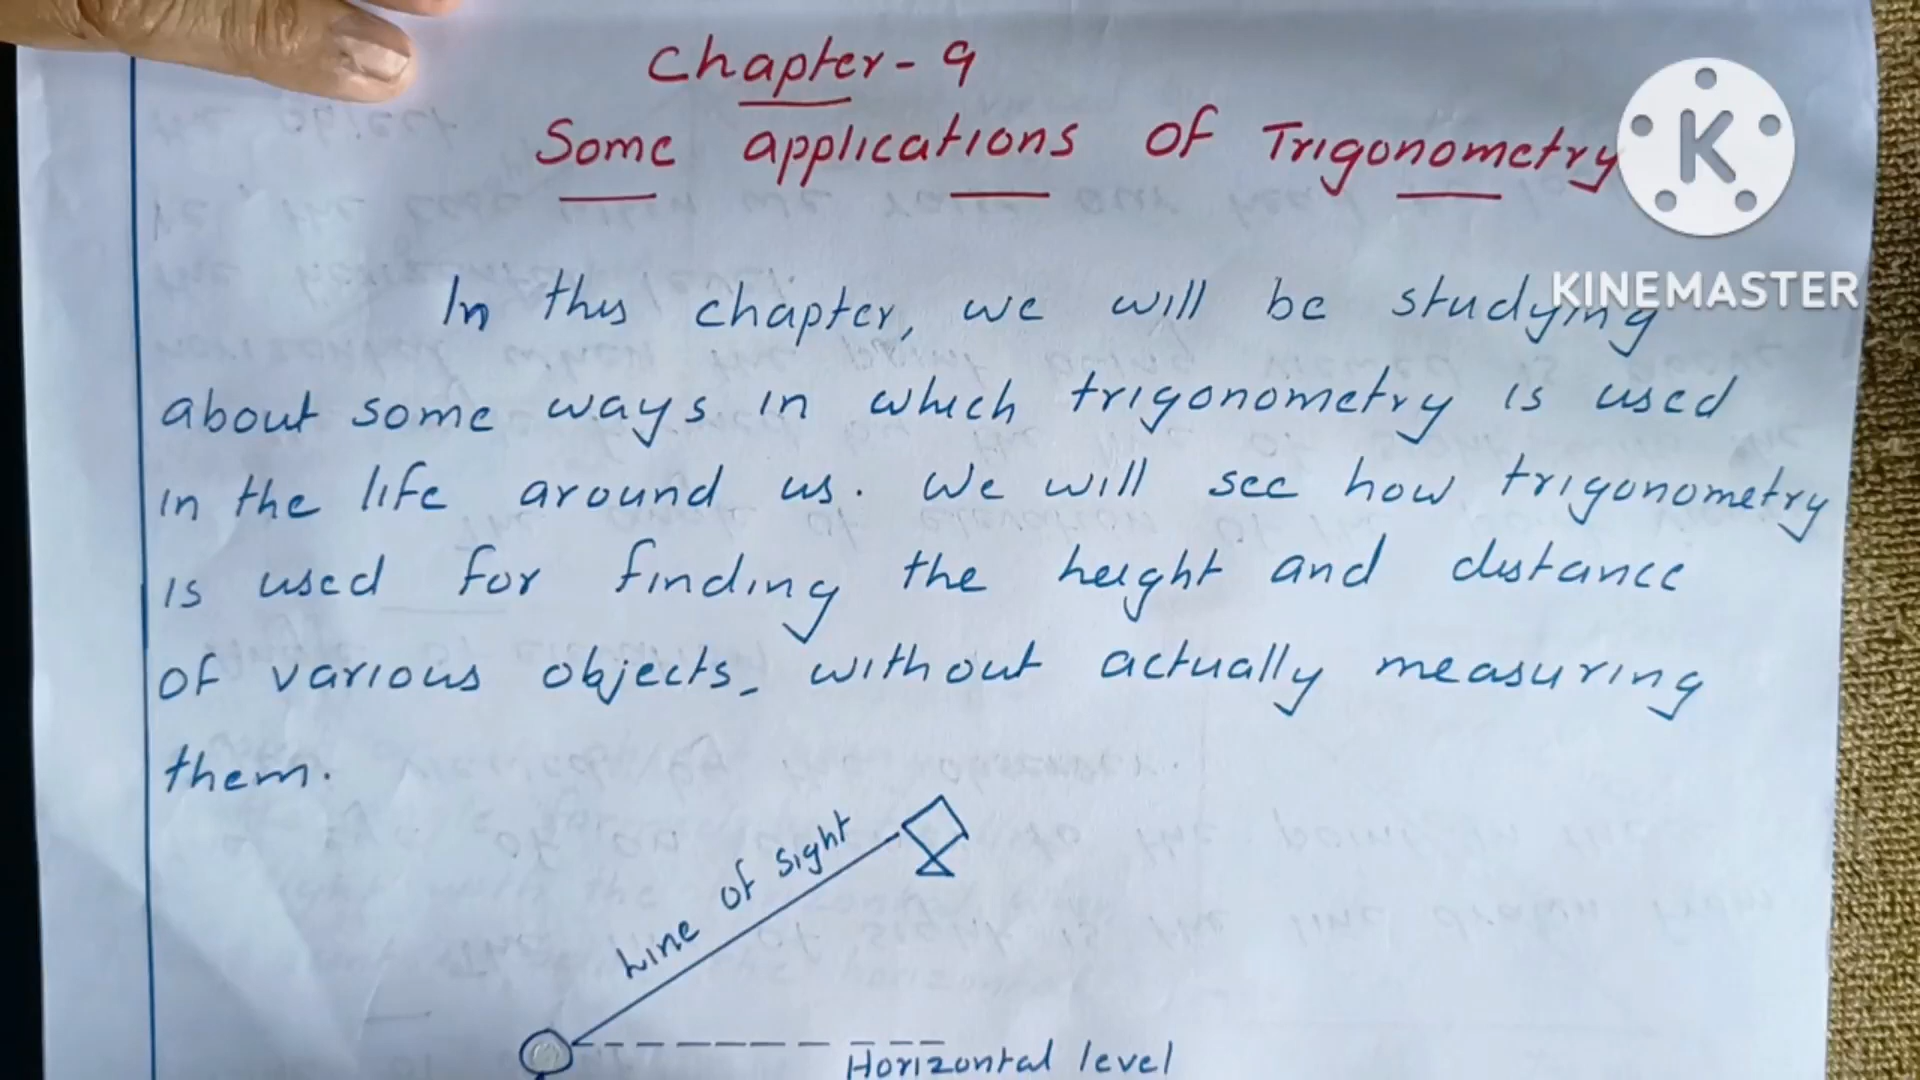 Chapter - 9
Some applications of Trigonometry
K
KINEMASTER
In this chapter, we will be studying
about some ways in which trigonometry is used
in the life around us. We will see how trigonometry
is used for finding the height and distance
of various objects, without actually measuring
them.
Line of sight
Horizontal level